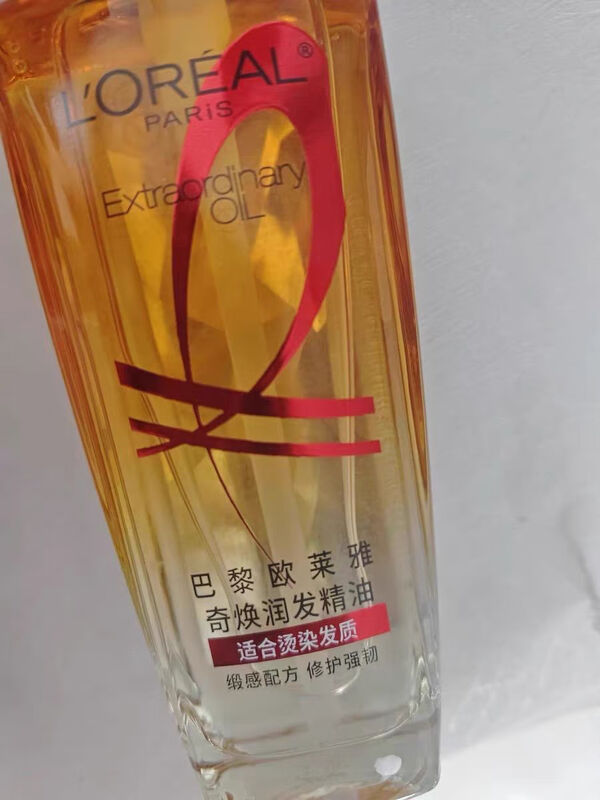 L'ORÉAL®
PARiS
Extraordinary
OIL
巴黎欧莱雅
奇焕润发精油
适合烫染发质
缎感配方 修护强韧